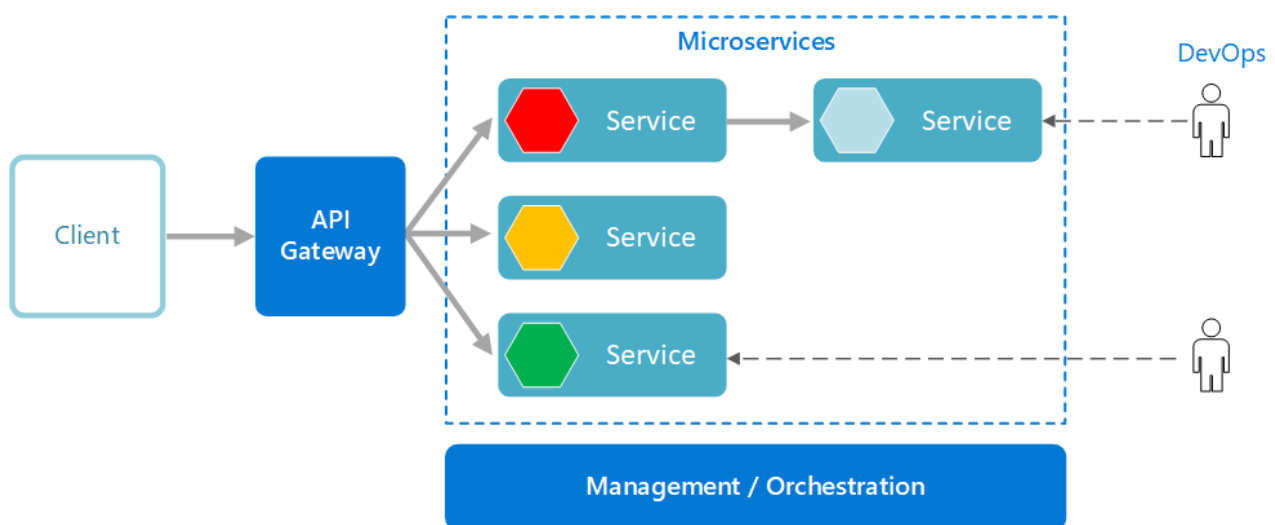 Microservices
DevOps
Service
Service
Client
API
Gateway
Service
Service
Management / Orchestration